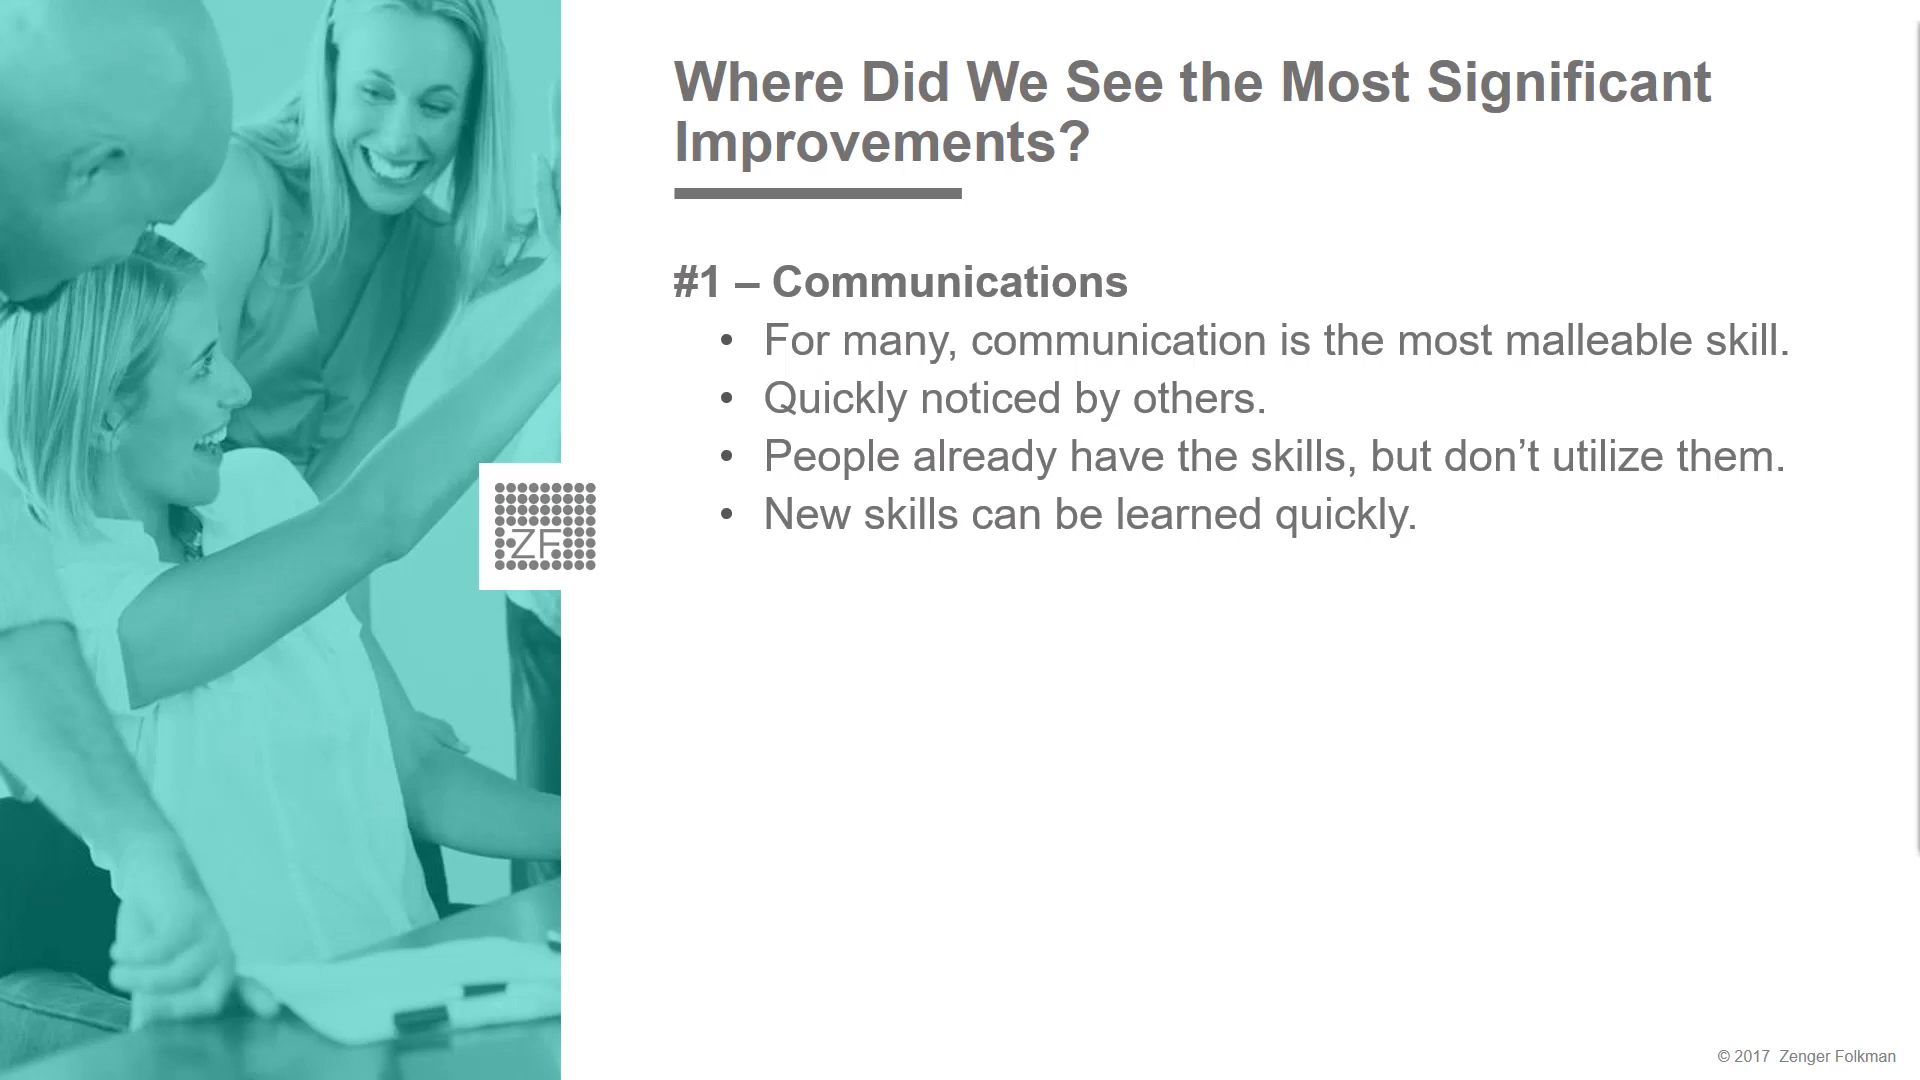 Where Did We See the Most Significant
Improvements?
#1 – Communications
• For many, communication is the most malleable skill.
• Quickly noticed by others.
• People already have the skills, but don’t utilize them.
• New skills can be learned quickly.
ZF
© 2017 Zenger Folkman